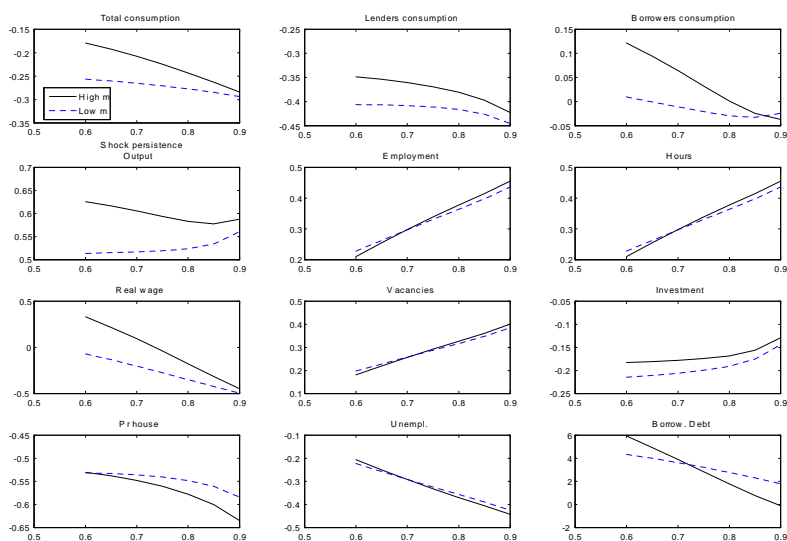 Total consumption
Lenders consumption
Borrowers consumption
-0.15
-0.2
-0.25
-0.3
-0.35
High m
Low m
0.5 0.6 0.7 0.8 0.9
-0.25
-0.3
-0.35
-0.4
-0.45
0.5 0.6 0.7 0.8 0.9
0.15
0.1
0.05
0
-0.05
0.5 0.6 0.7 0.8 0.9
Shock persistence
Output
Employment
Hours
0.7
0.65
0.6
0.55
0.5
0.5 0.6 0.7 0.8 0.9
0.5
0.4
0.3
0.2
0.5 0.6 0.7 0.8 0.9
0.5
0.4
0.3
0.2
0.5 0.6 0.7 0.8 0.9
Real wage
Vacancies
Investment
0.5
0
-0.5
0.5 0.6 0.7 0.8 0.9
0.5
0.4
0.3
0.2
0.1
0.5 0.6 0.7 0.8 0.9
-0.05
-0.1
-0.15
-0.2
-0.25
0.5 0.6 0.7 0.8 0.9
Pr house
Unempl.
Borrow. Debt
-0.45
-0.5
-0.55
-0.6
-0.65
0.5 0.6 0.7 0.8 0.9
-0.1
-0.2
-0.3
-0.4
-0.5
0.5 0.6 0.7 0.8 0.9
6
4
2
0
-2
0.5 0.6 0.7 0.8 0.9